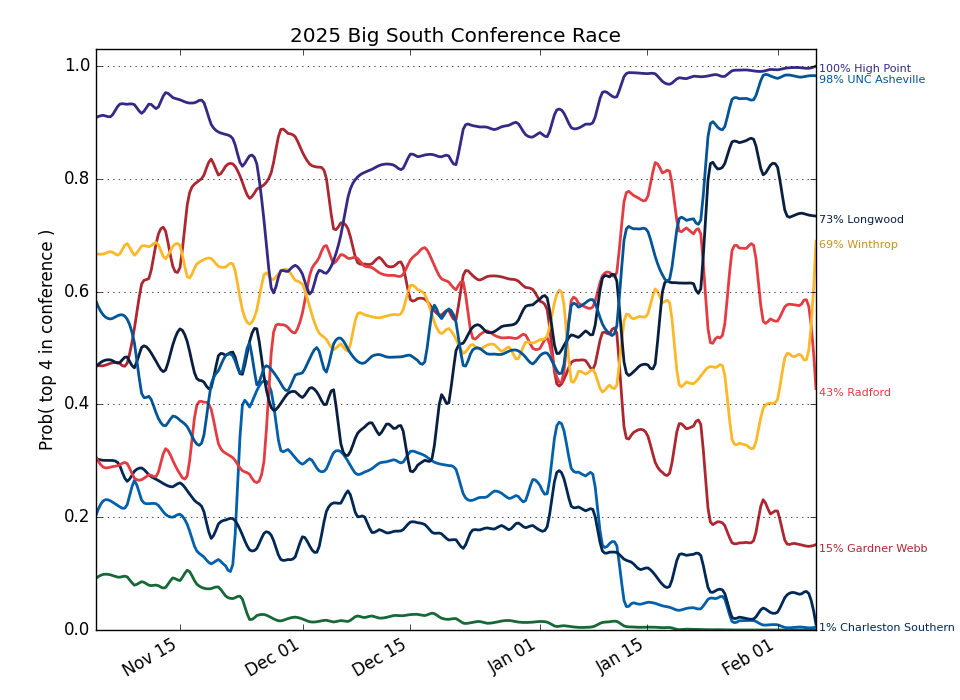 2025 Big South Conference Race
Prob( top 4 in conference )
1.0
0.8
0.6
0.4
0.2
0.0
Nov 15
Dec 01
Dec 15
Jan 01
Jan 15
Feb 01
100% High Point
98% UNC Asheville
73% Longwood
69% Winthrop
43% Radford
15% Gardner Webb
1% Charleston Southern